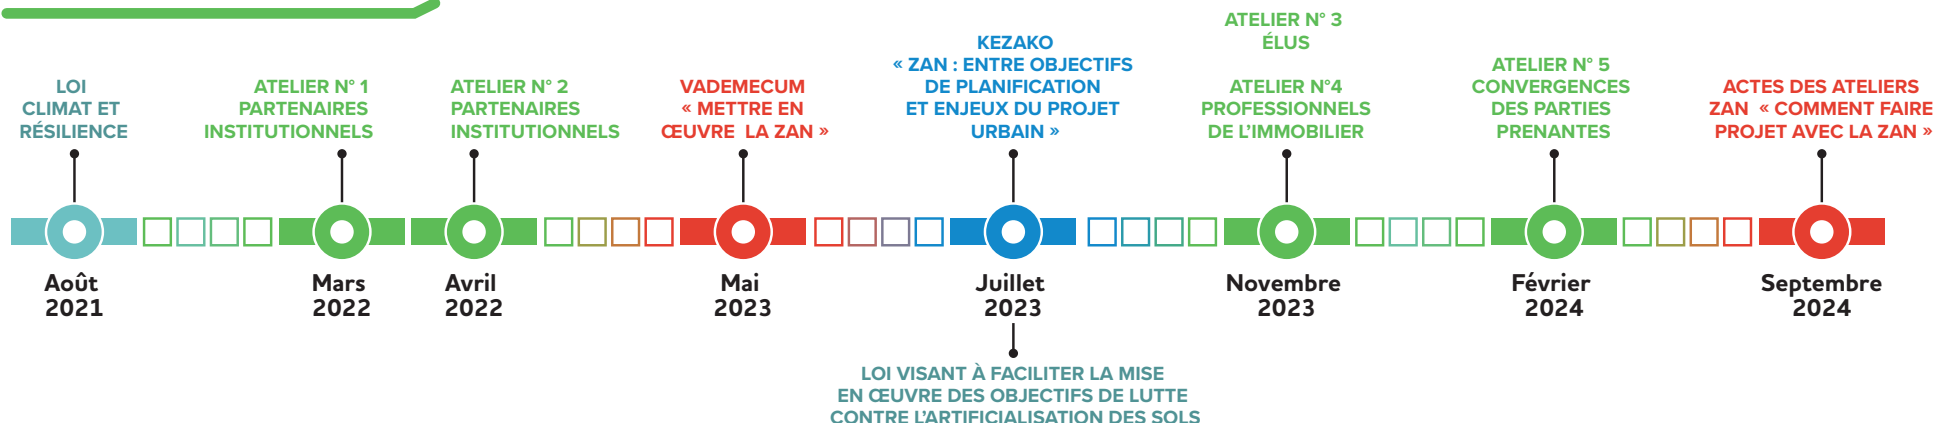 LOI
CLIMAT ET
RÉSILIENCE
Août
2021
ATELIER N° 1
PARTENAIRES
INSTITUTIONNELS
Mars
2022
ATELIER N° 2
PARTENAIRES
INSTITUTIONNELS
Avril
2022
VADEMECUM
« METTRE EN
ŒUVRE LA ZAN »
Mai
2023
KEZAKO
« ZAN : ENTRE OBJECTIFS
DE PLANIFICATION
ET ENJEUX DU PROJET
URBAIN »
Juillet
2023
LOI VISANT À FACILITER LA MISE
EN ŒUVRE DES OBJECTIFS DE LUTTE
CONTRE L’ARTIFICIALISATION DES SOLS
ATELIER N° 3
ÉLUS
ATELIER N°4
PROFESSIONNELS
DE L’IMMOBILIER
Novembre
2023
ATELIER N° 5
CONVERGENCES
DES PARTIES
PRENANTES
Février
2024
ACTES DES ATELIERS
ZAN « COMMENT FAIRE
PROJET AVEC LA ZAN »
Septembre
2024